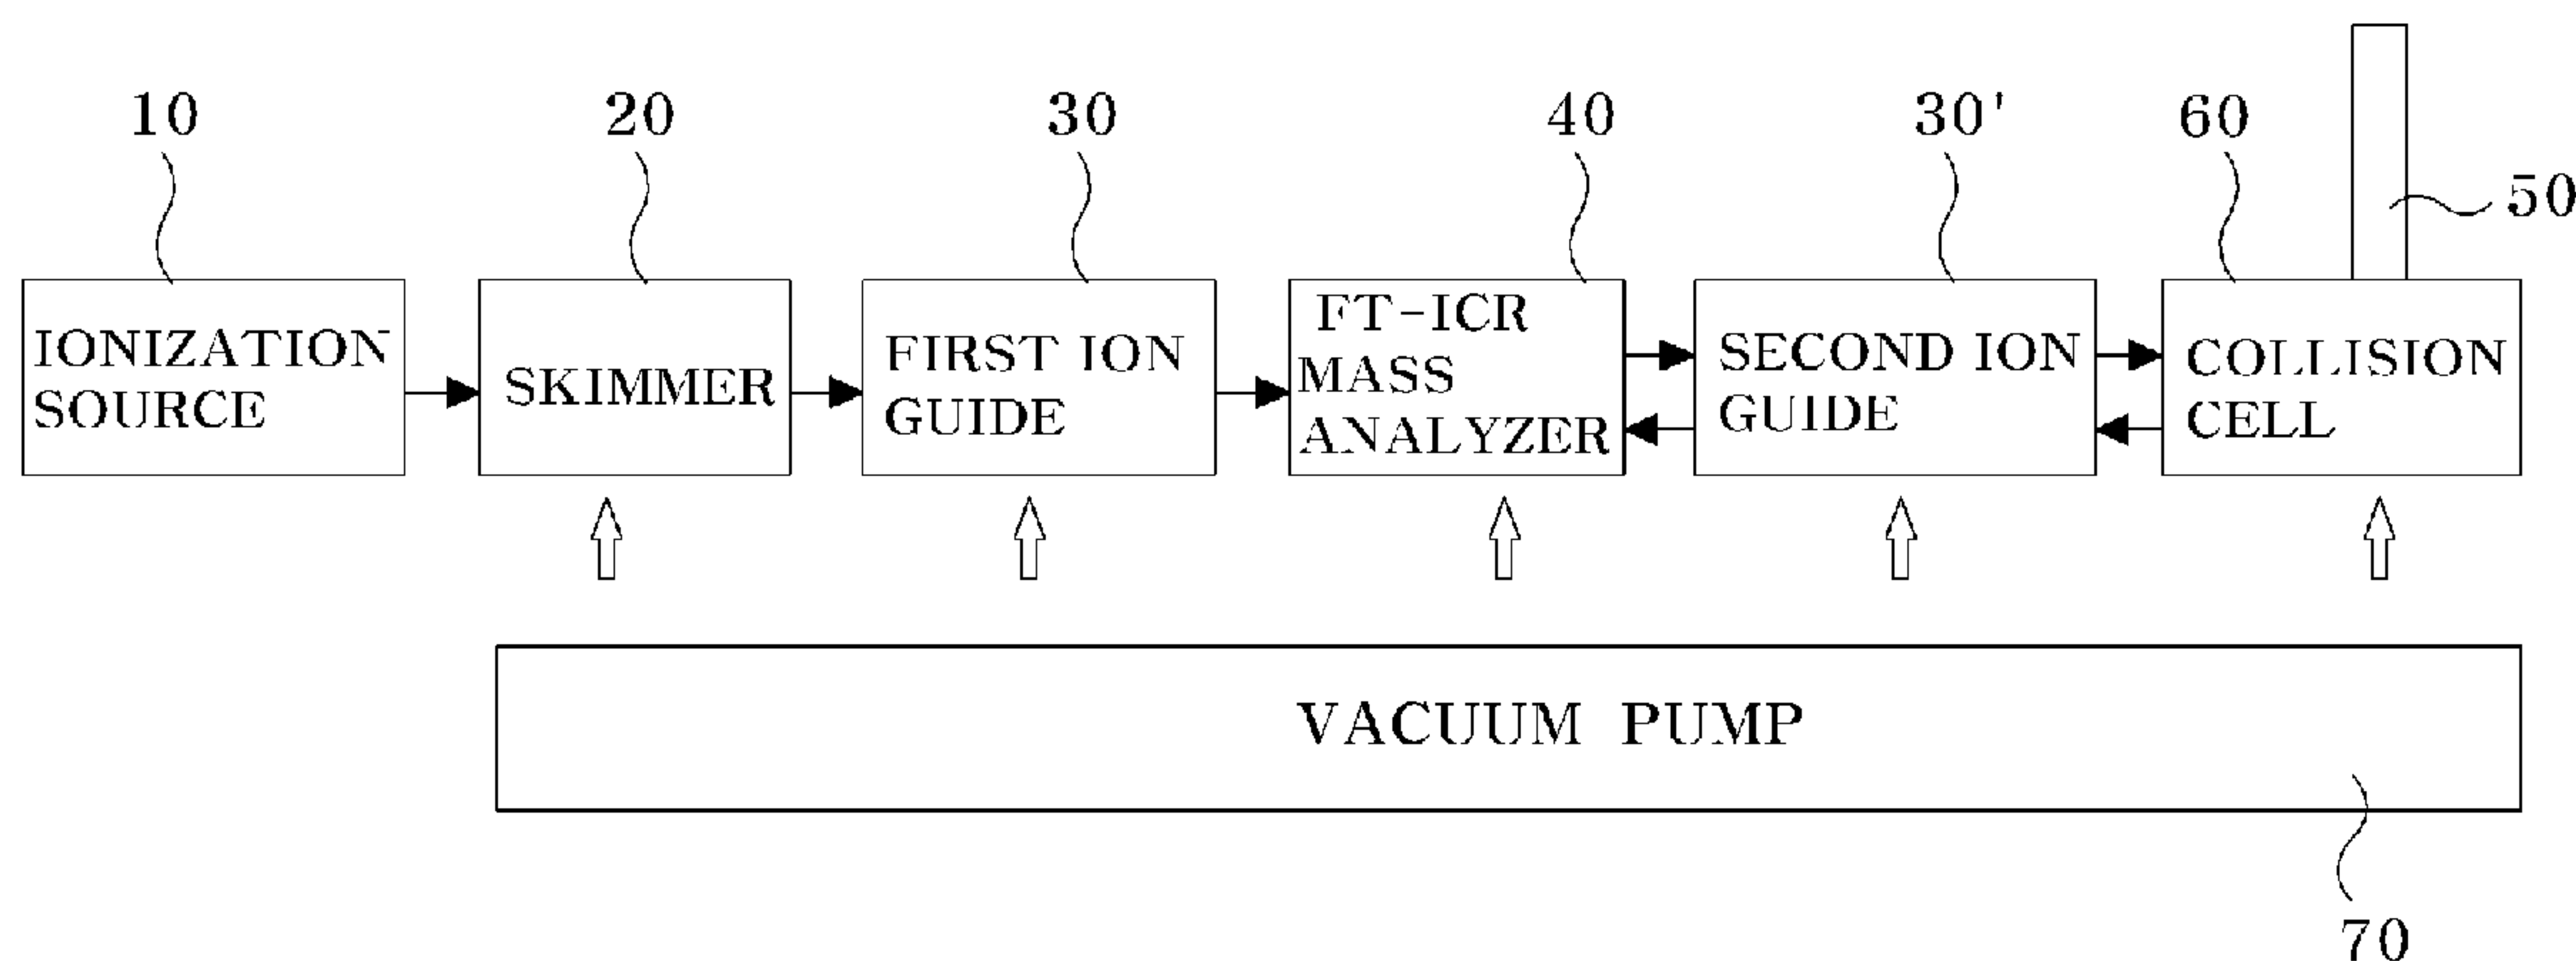 10
20
30
40
30'
60
50
IONIZATION
SOURCE
SKIMMER
FIRST ION
GUIDE
FT-ICR
MASS
ANALYZER
SECOND ION
GUIDE
COLLISION
CELL
VACUUM PUMP
70